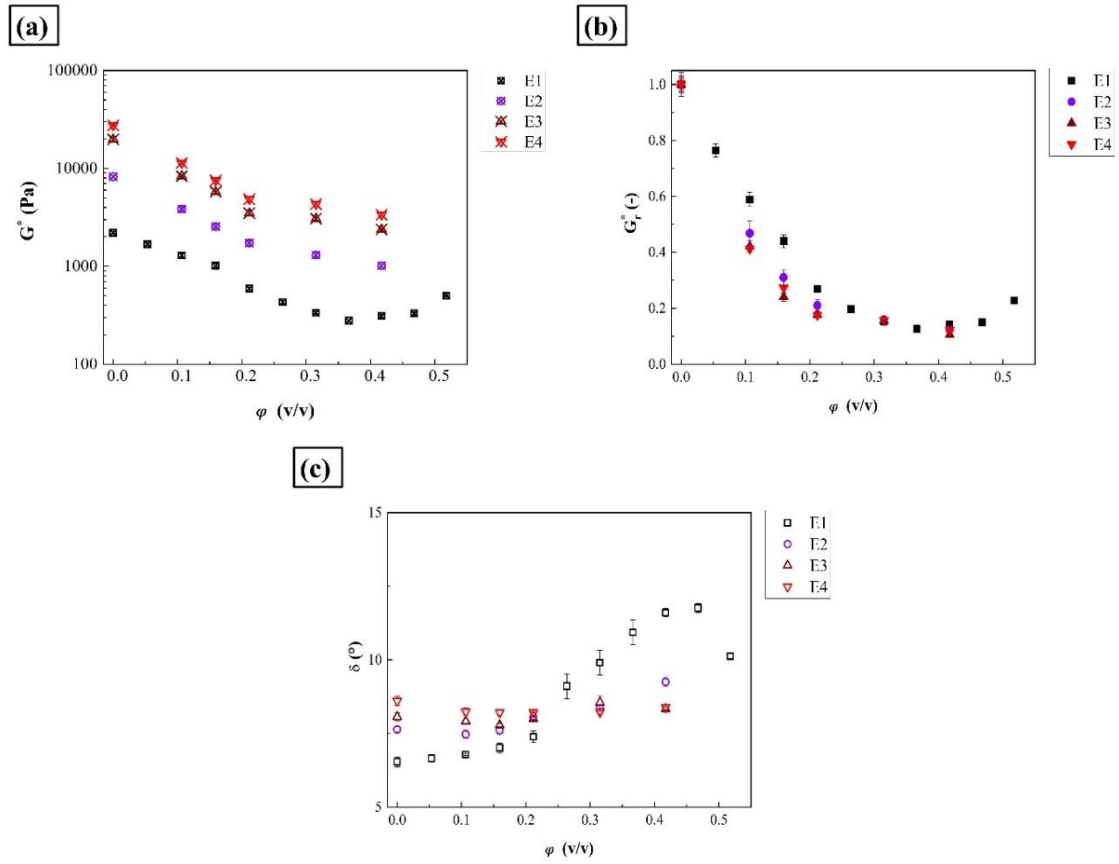 (a)
100000
10000
1000
100
G* (Pa)
0.0 0.1 0.2 0.3 0.4 0.5
φ (v/v)
E1
E2
E3
E4
(b)
1.0
0.8
0.6
0.4
0.2
0.0
G*r (-)
0.0 0.1 0.2 0.3 0.4 0.5
φ (v/v)
E1
E2
E3
E4
(c)
15
10
5
δ (°)
0.0 0.1 0.2 0.3 0.4 0.5
φ (v/v)
E1
E2
E3
E4